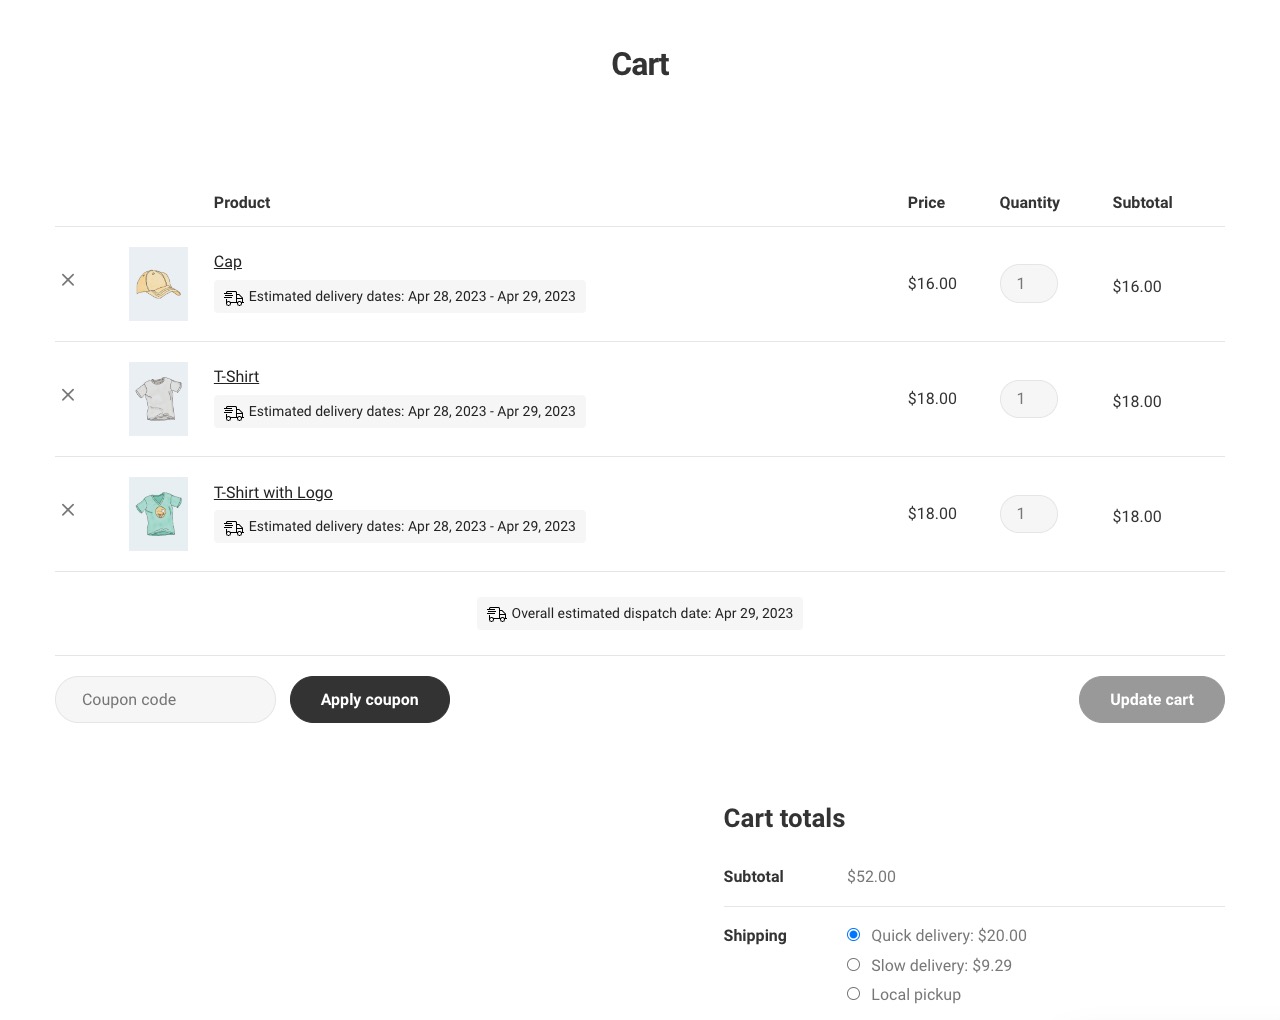 Cart
Product Price Quantity Subtotal
Cap
Estimated delivery dates: Apr 28, 2023 - Apr 29, 2023
$16.00 1 $16.00
T-Shirt
Estimated delivery dates: Apr 28, 2023 - Apr 29, 2023
$18.00 1 $18.00
T-Shirt with Logo
Estimated delivery dates: Apr 28, 2023 - Apr 29, 2023
$18.00 1 $18.00
Overall estimated dispatch date: Apr 29, 2023
Coupon code Apply coupon Update cart
Cart totals
Subtotal $52.00
Shipping Quick delivery: $20.00
Slow delivery: $9.29
Local pickup